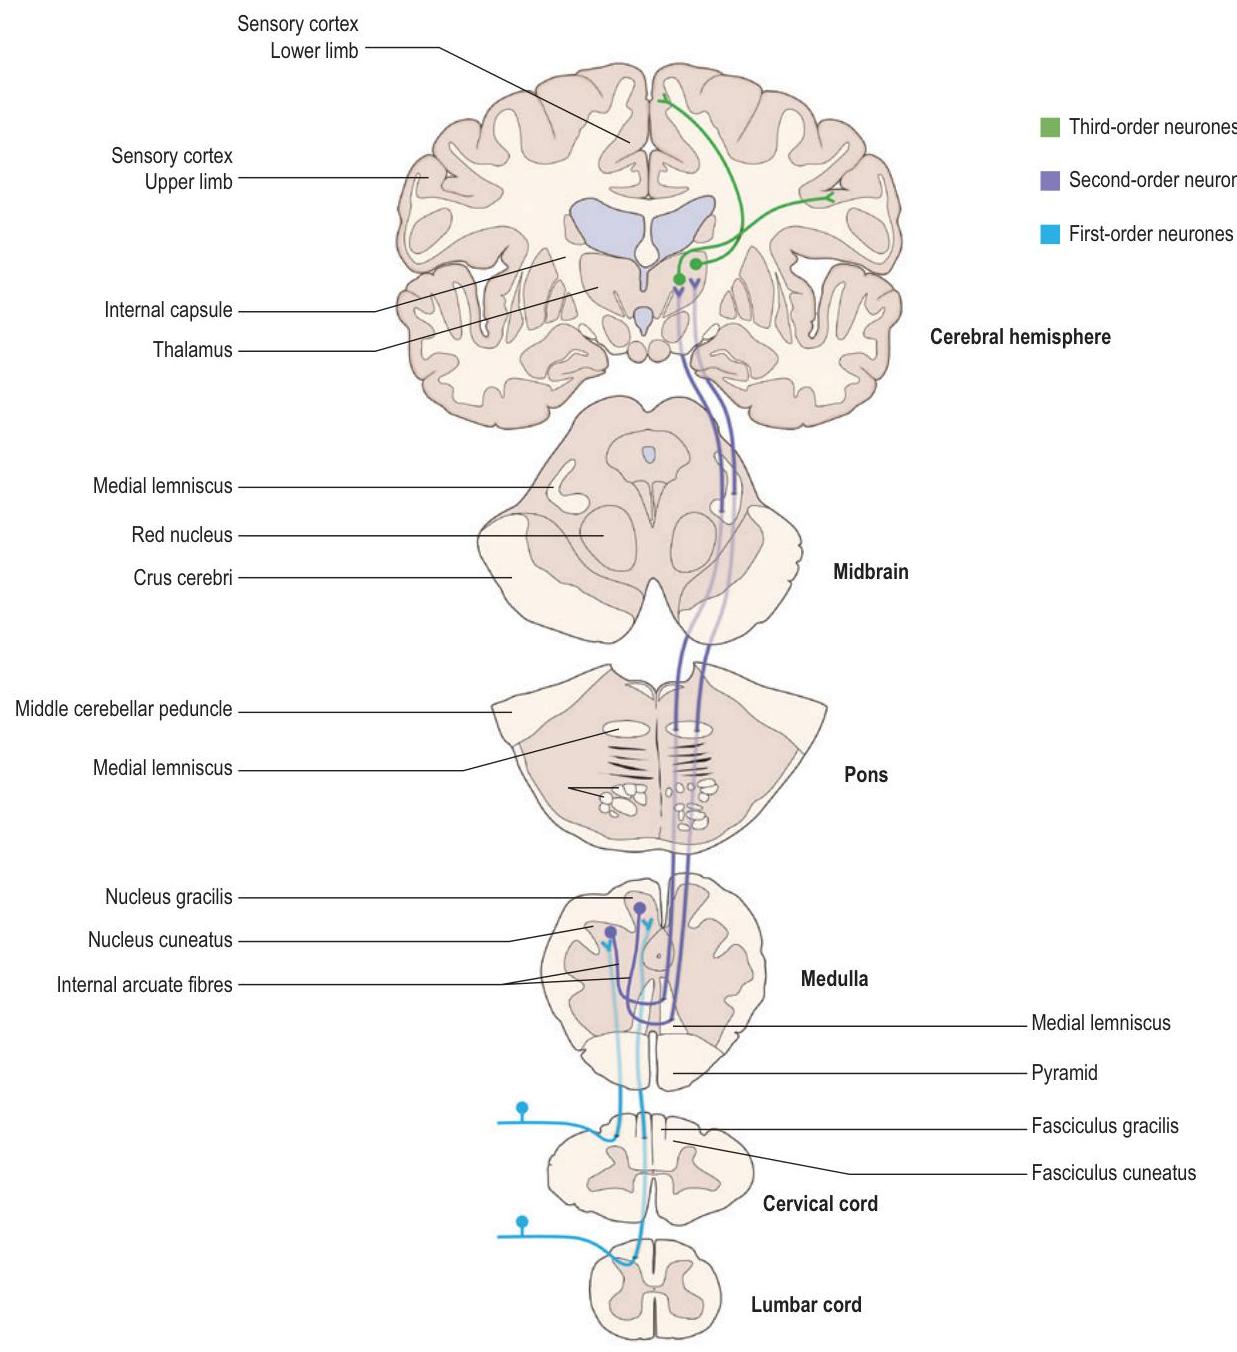 Sensory cortex
Lower limb
Third-order neurones
Sensory cortex
Upper limb
Second-order neuror
First-order neurones
Internal capsule
Cerebral hemisphere
Thalamus
Medial lemniscus
Red nucleus
Midbrain
Crus cerebri
Middle cerebellar peduncle
Medial lemniscus
Pons
Nucleus gracilis
Nucleus cuneatus
Medulla
Internal arcuate fibres
Medial lemniscus
Pyramid
Fasciculus gracilis
Fasciculus cuneatus
Cervical cord
Lumbar cord